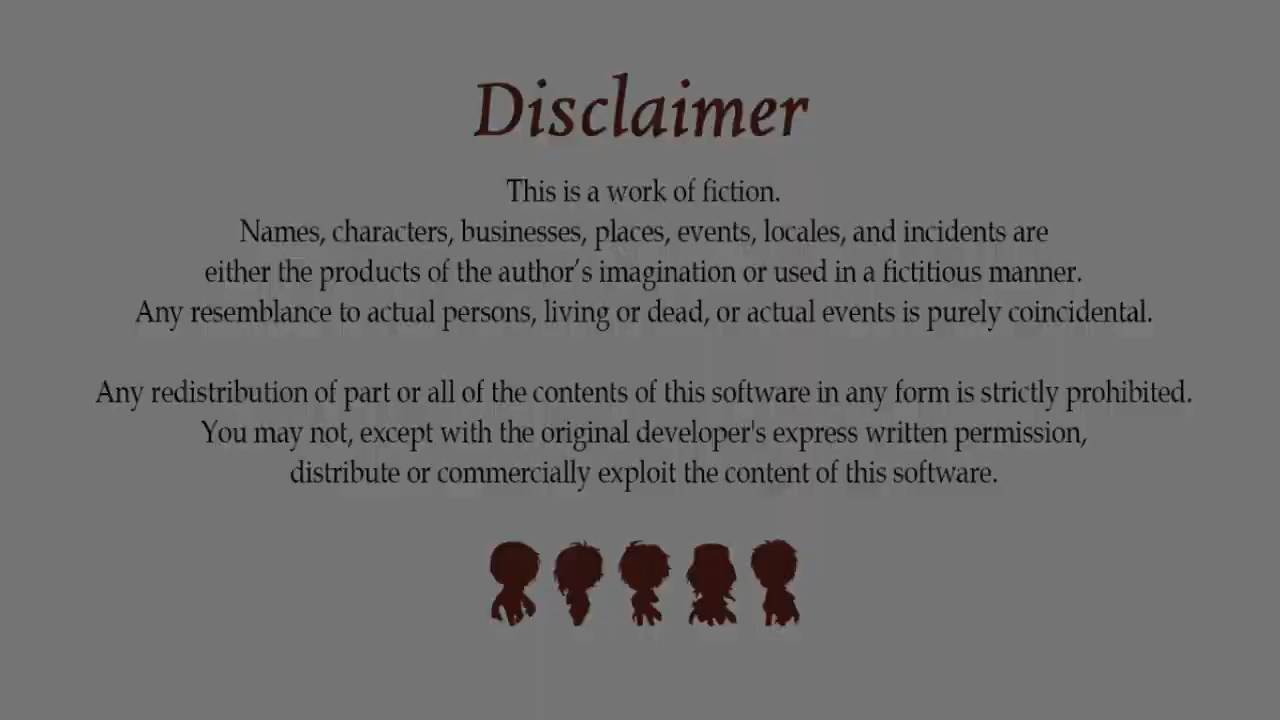 Disclaimer
This is a work of fiction.
Names, characters, businesses, places, events, locales, and incidents are
either the products of the author’s imagination or used in a fictitious manner.
Any resemblance to actual persons, living or dead, or actual events is purely coincidental.
Any redistribution of part or all of the contents of this software in any form is strictly prohibited.
You may not, except with the original developer's express written permission,
distribute or commercially exploit the content of this software.